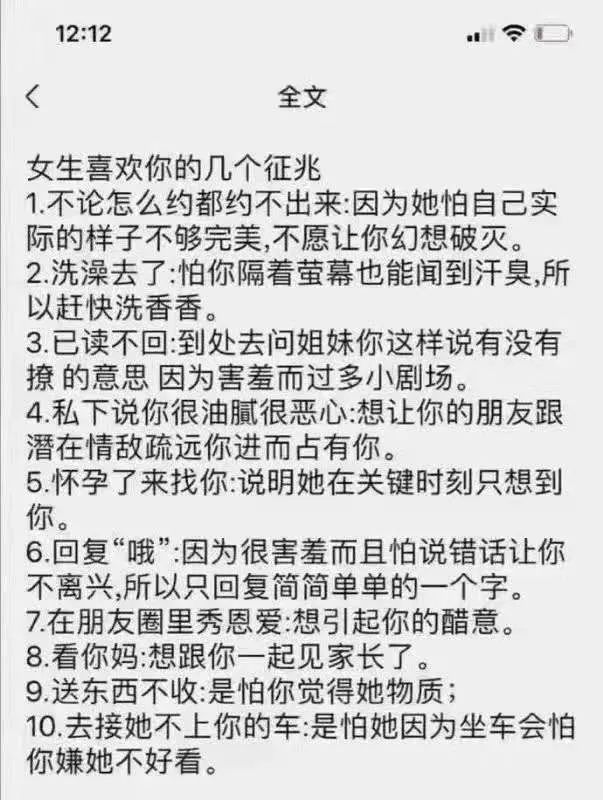 12:12
全文
女生喜欢你的几个征兆
1.不论怎么约都约不出来:因为她怕自己实
际的样子不够完美,不愿让你幻想破灭。
2.洗澡去了:怕你隔着萤幕也能闻到汗臭,所
以赶快洗香香。
3.已读不回:到处去问姐妹你这样说有没有
撩 的意思 因为害羞而过多小剧场。
4.私下说你很油膩很恶心:想让你的朋友跟
潛在情敌疏远你进而占有你。
5.怀孕了来找你:说明她在关键时刻只想到
你。
6.回复“哦”:因为很害羞而且怕说错话让你
不离兴,所以只回复简简单单的一个字。
7.在朋友圈里秀恩爱:想引起你的醋意。
8.看你妈:想跟你一起见家长了。
9.送东西不收:是怕你觉得她物质；
10.去接她不上你的车:是怕她因为坐车会怕
你嫌她不好看。